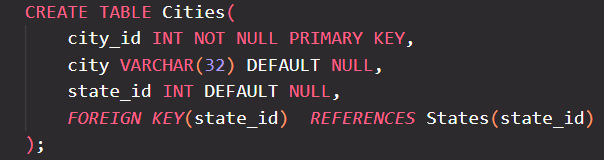 CREATE TABLE Cities(
    city_id INT NOT NULL PRIMARY KEY,
    city VARCHAR(32) DEFAULT NULL,
    state_id INT DEFAULT NULL,
    FOREIGN KEY(state_id)  REFERENCES States(state_id)
);